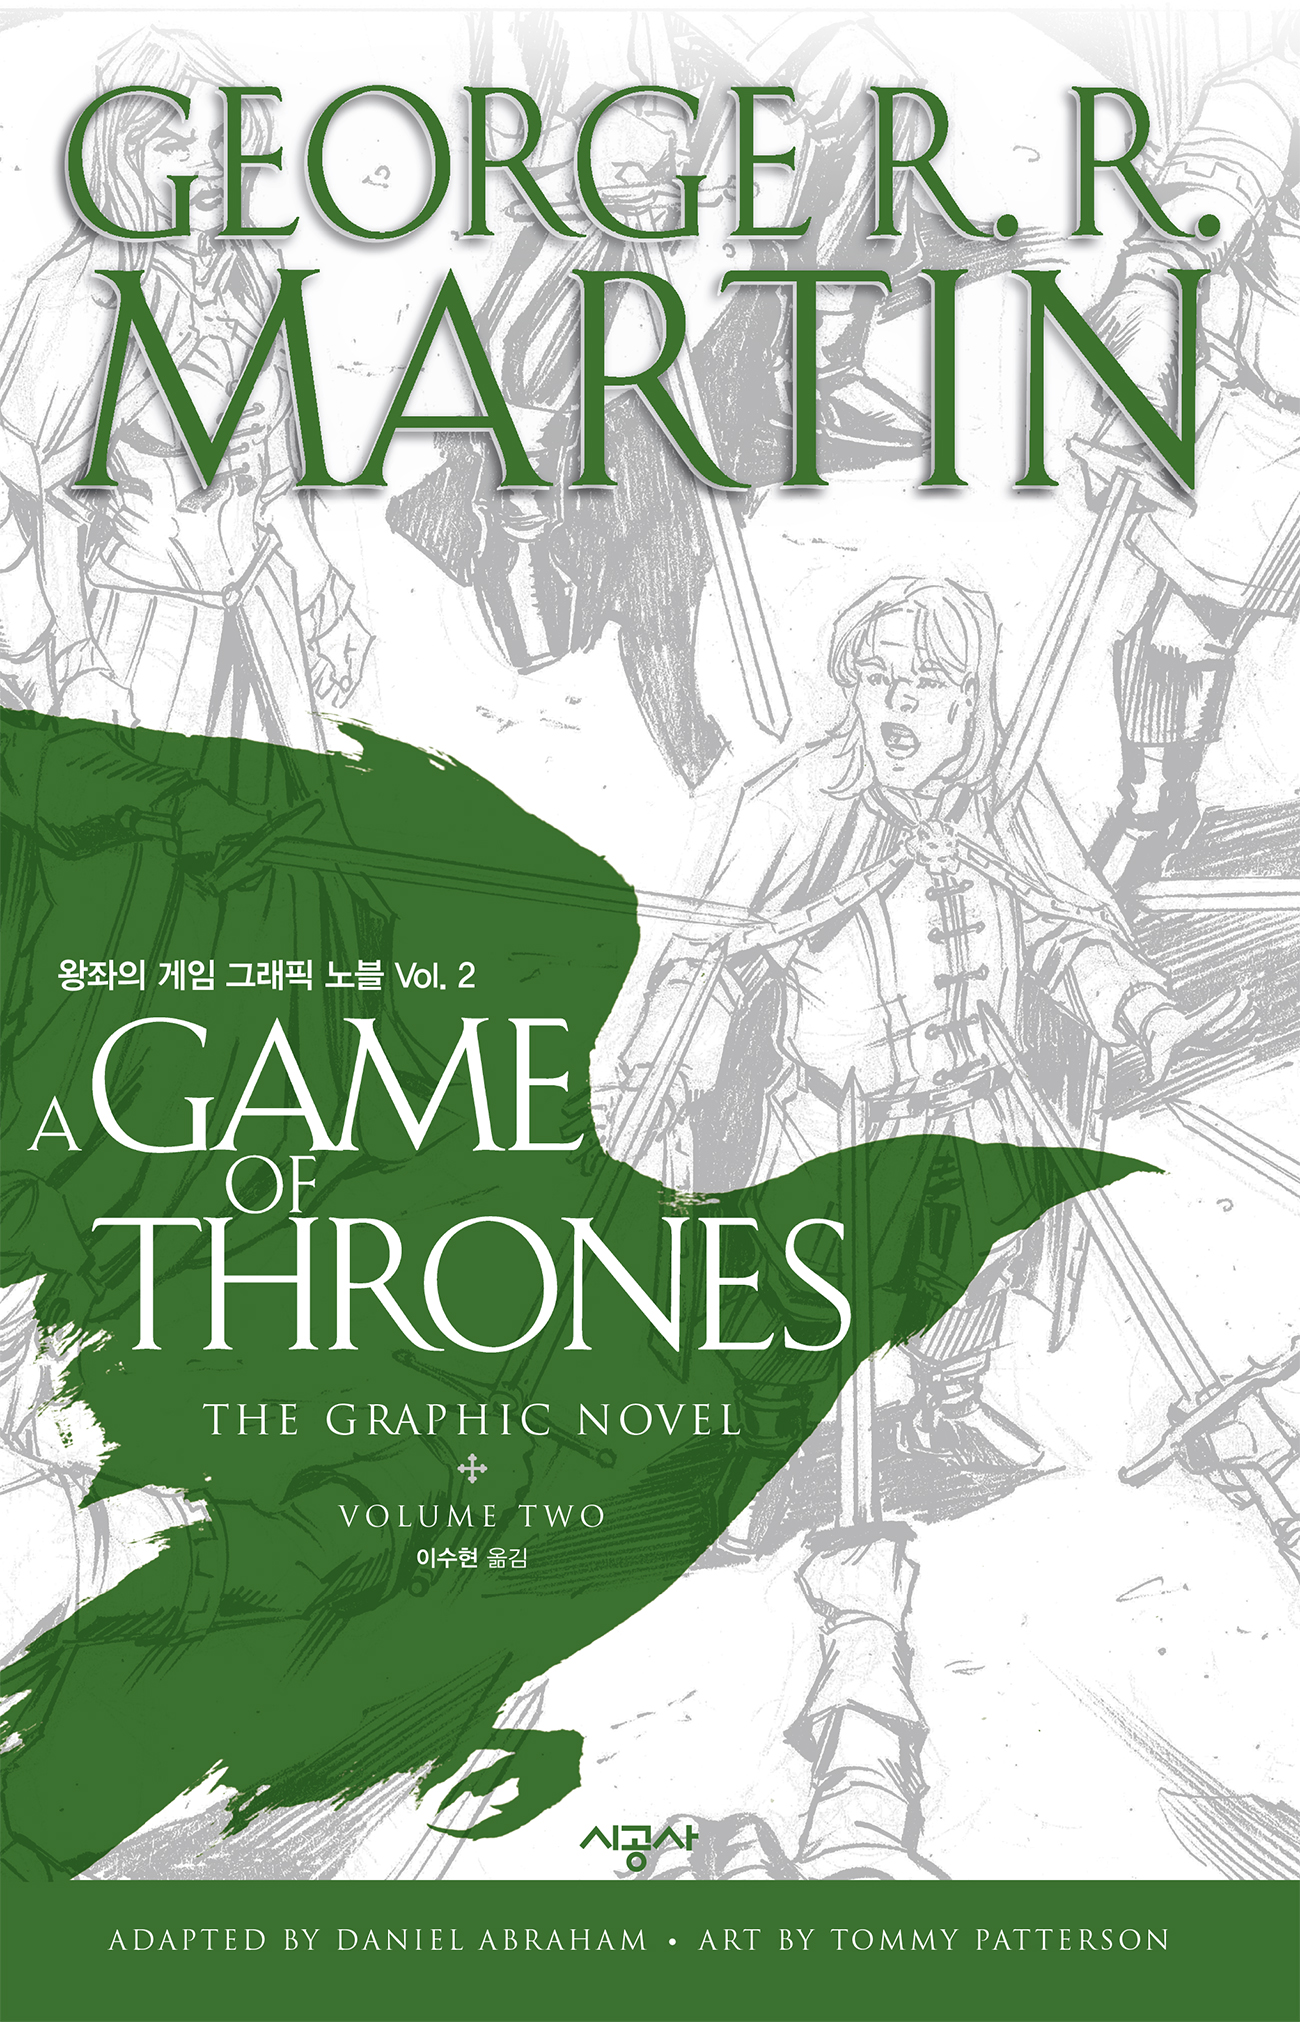 GEORGE R. R.
MARTIN
왕좌의 게임 그래픽 노블 Vol. 2
A GAME
OF
THRONES
THE GRAPHIC NOVEL
VOLUME TWO
이수현 옮김
시공사
ADAPTED BY DANIEL ABRAHAM • ART BY TOMMY PATTERSON